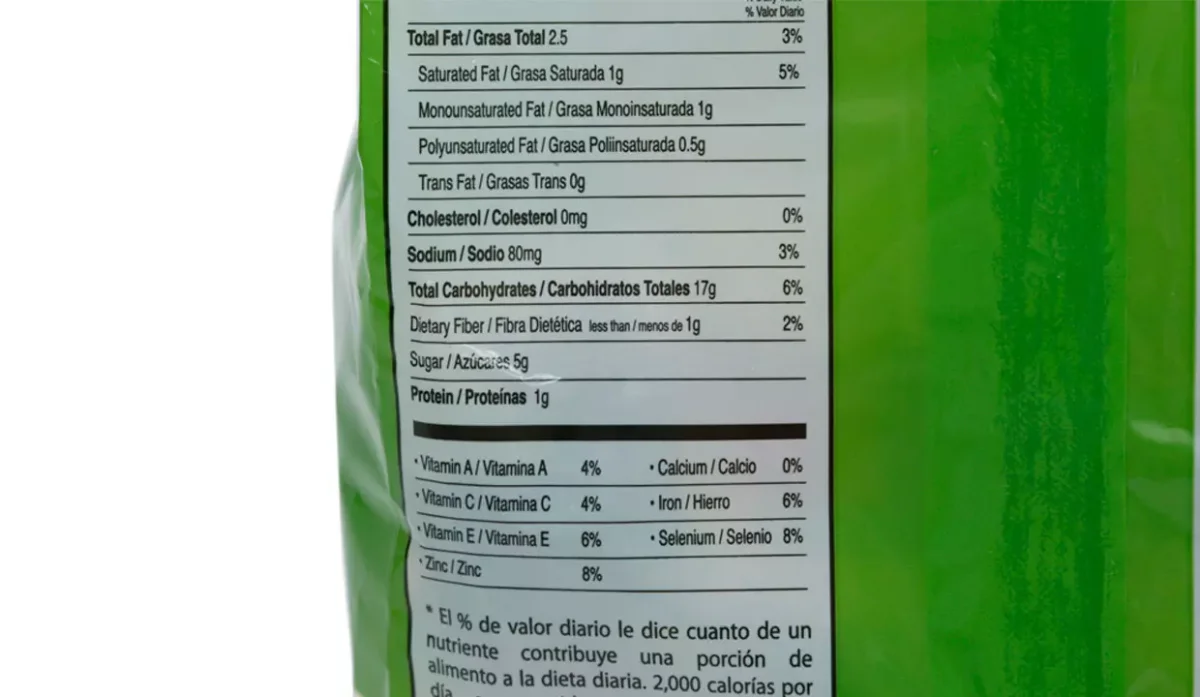 % Valor Diario
Total Fat / Grasa Total 2.5 3%
Saturated Fat / Grasa Saturada 1g 5%
Monounsaturated Fat / Grasa Monoinsaturada 1g
Polyunsaturated Fat / Grasa Poliinsaturada 0.5g
Trans Fat / Grasas Trans 0g
Cholesterol / Colesterol 0mg 0%
Sodium / Sodio 80mg 3%
Total Carbohydrates / Carbohidratos Totales 17g 6%
Dietary Fiber / Fibra Dietética less than / menos de 1g 2%
Sugar / Azúcares 5g
Protein / Proteínas 1g
• Vitamin A / Vitamina A 4% • Calcium / Calcio 0%
• Vitamin C / Vitamina C 4% • Iron / Hierro 6%
• Vitamin E / Vitamina E 6% • Selenium / Selenio 8%
• Zinc / Zinc 8%
* El % de valor diario le dice cuanto de un
nutriente contribuye una porción de
alimento a la dieta diaria. 2,000 calorías por
día